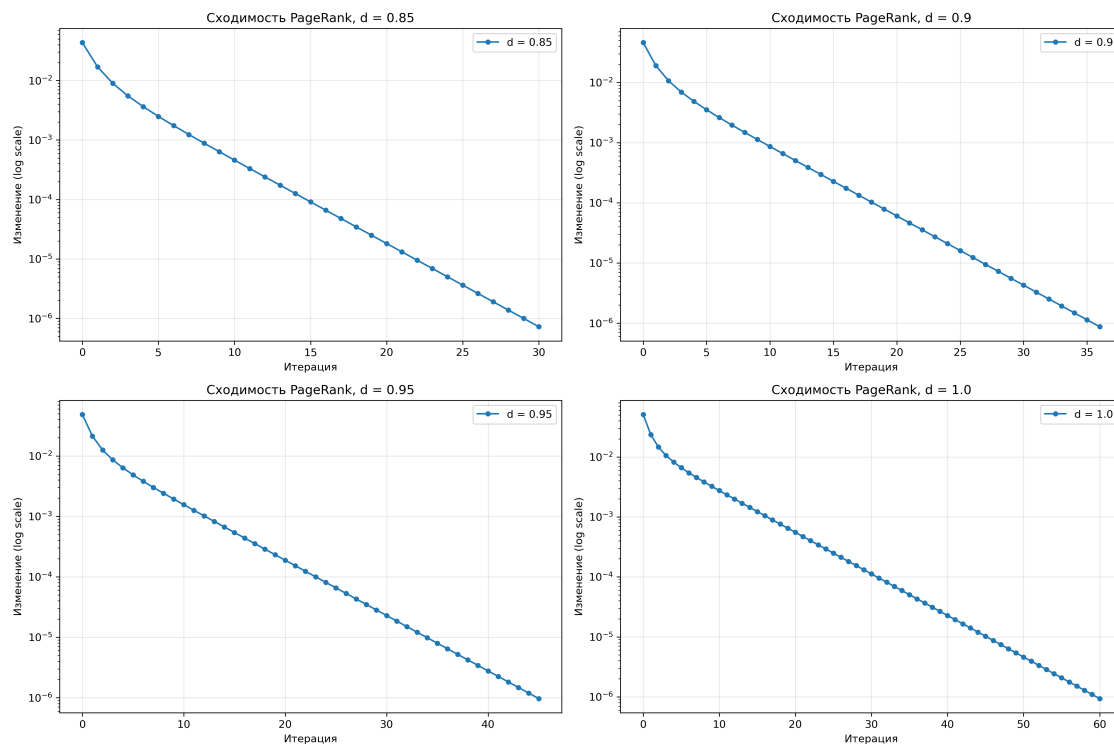 Сходимость PageRank, d = 0.85
d = 0.85
Изменение (log scale)
10⁻²
10⁻³
10⁻⁴
10⁻⁵
10⁻⁶
0 5 10 15 20 25 30
Итерация
Сходимость PageRank, d = 0.9
d = 0.9
Изменение (log scale)
10⁻²
10⁻³
10⁻⁴
10⁻⁵
10⁻⁶
0 5 10 15 20 25 30 35
Итерация
Сходимость PageRank, d = 0.95
d = 0.95
Изменение (log scale)
10⁻²
10⁻³
10⁻⁴
10⁻⁵
10⁻⁶
0 10 20 30 40
Итерация
Сходимость PageRank, d = 1.0
d = 1.0
Изменение (log scale)
10⁻²
10⁻³
10⁻⁴
10⁻⁵
10⁻⁶
0 10 20 30 40 50 60
Итерация